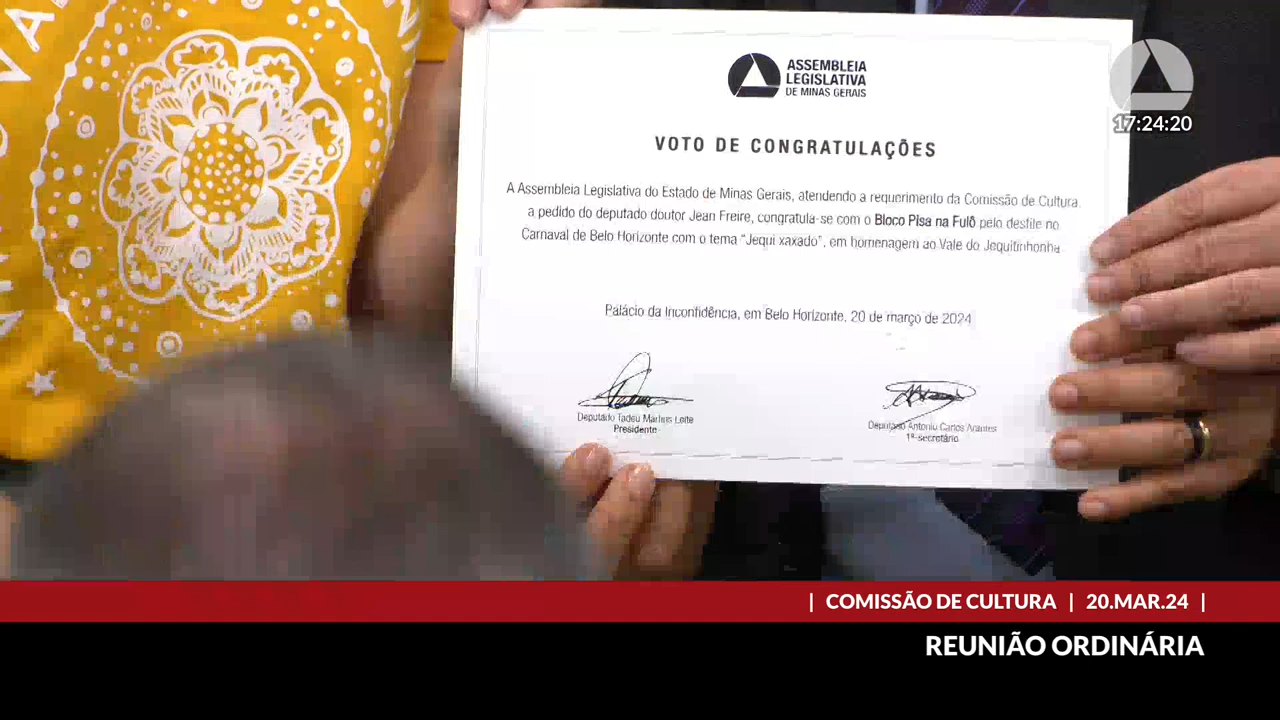 VAL
ASSEMBLEIA
LEGISLATIVA
DE MINAS GERAIS
17:24:20
VOTO DE CONGRATULAÇÕES
A Assembleia Legislativa do Estado de Minas Gerais, atendendo a requerimento da Comissão de Cultura,
a pedido do deputado doutor Jean Freire, congratula-se com o Bloco Pisa na Fulô pelo desfile no
Carnaval de Belo Horizonte com o tema "Jequi xaxado", em homenagem ao Vale do Jequitinhonha
Palácio da Inconfidência, em Belo Horizonte, 20 de março de 2024
Deputado Tadeu Martins Leite
Presidente
Deputado Antonio Carlos Arantes
1º-secretário
| COMISSÃO DE CULTURA | 20.MAR.24 |
REUNIÃO ORDINÁRIA